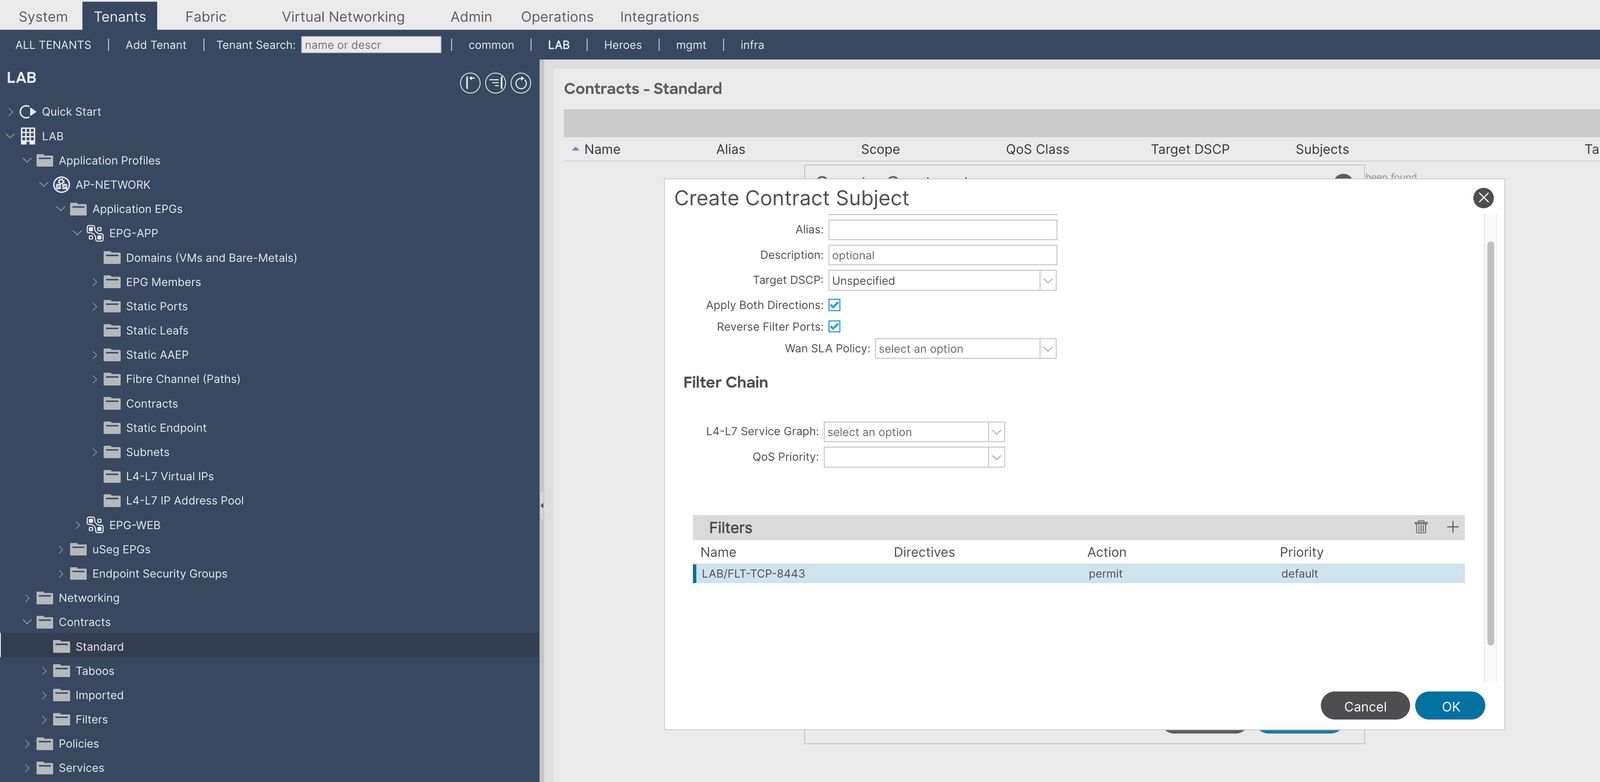 System Tenants Fabric Virtual Networking Admin Operations Integrations
ALL TENANTS | Add Tenant | Tenant Search: name or descr | common | LAB | Heroes | mgmt | infra
LAB
Quick Start
LAB
Application Profiles
AP-NETWORK
Application EPGs
EPG-APP
Domains (VMs and Bare-Metals)
EPG Members
Static Ports
Static Leafs
Static AAEP
Fibre Channel (Paths)
Contracts
Static Endpoint
Subnets
L4-L7 Virtual IPs
L4-L7 IP Address Pool
EPG-WEB
uSeg EPGs
Endpoint Security Groups
Networking
Contracts
Standard
Taboos
Imported
Filters
Policies
Services
Contracts - Standard
Name Alias Scope QoS Class Target DSCP Subjects Ta
been found
Create Contract Subject
Alias:
Description: optional
Target DSCP: Unspecified
Apply Both Directions:
Reverse Filter Ports:
Wan SLA Policy: select an option
Filter Chain
L4-L7 Service Graph: select an option
QoS Priority:
Filters
Name Directives Action Priority
LAB/FLT-TCP-8443 permit default
Cancel OK